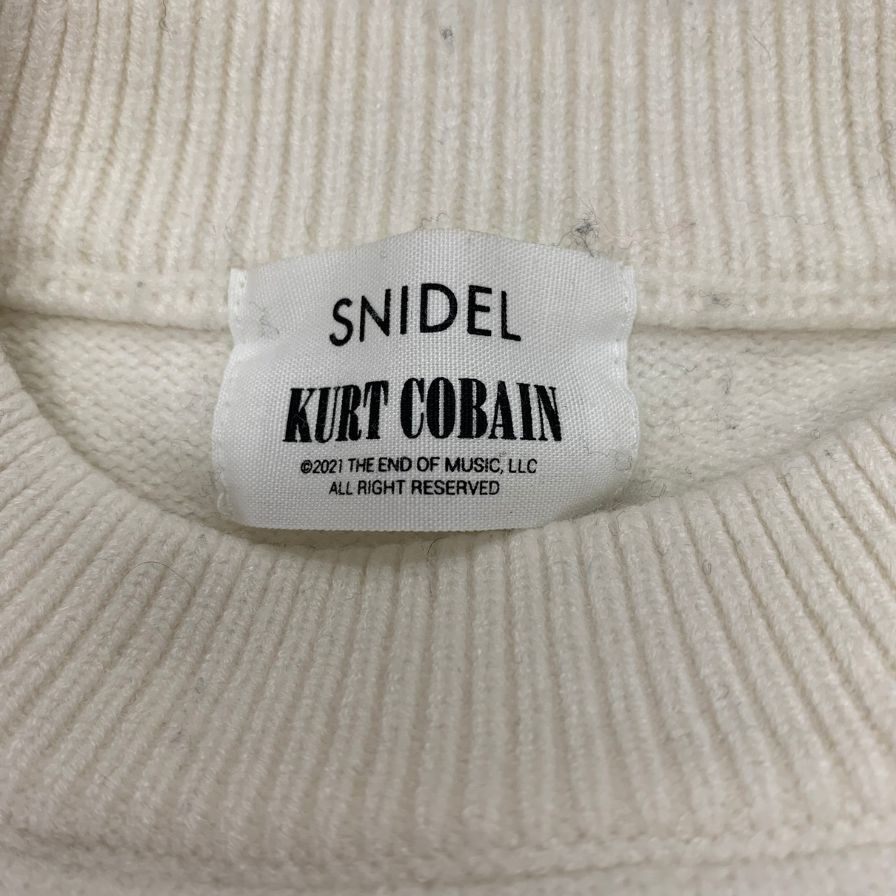 SNIDEL
KURT COBAIN
©2021 THE END OF MUSIC, LLC
ALL RIGHT RESERVED